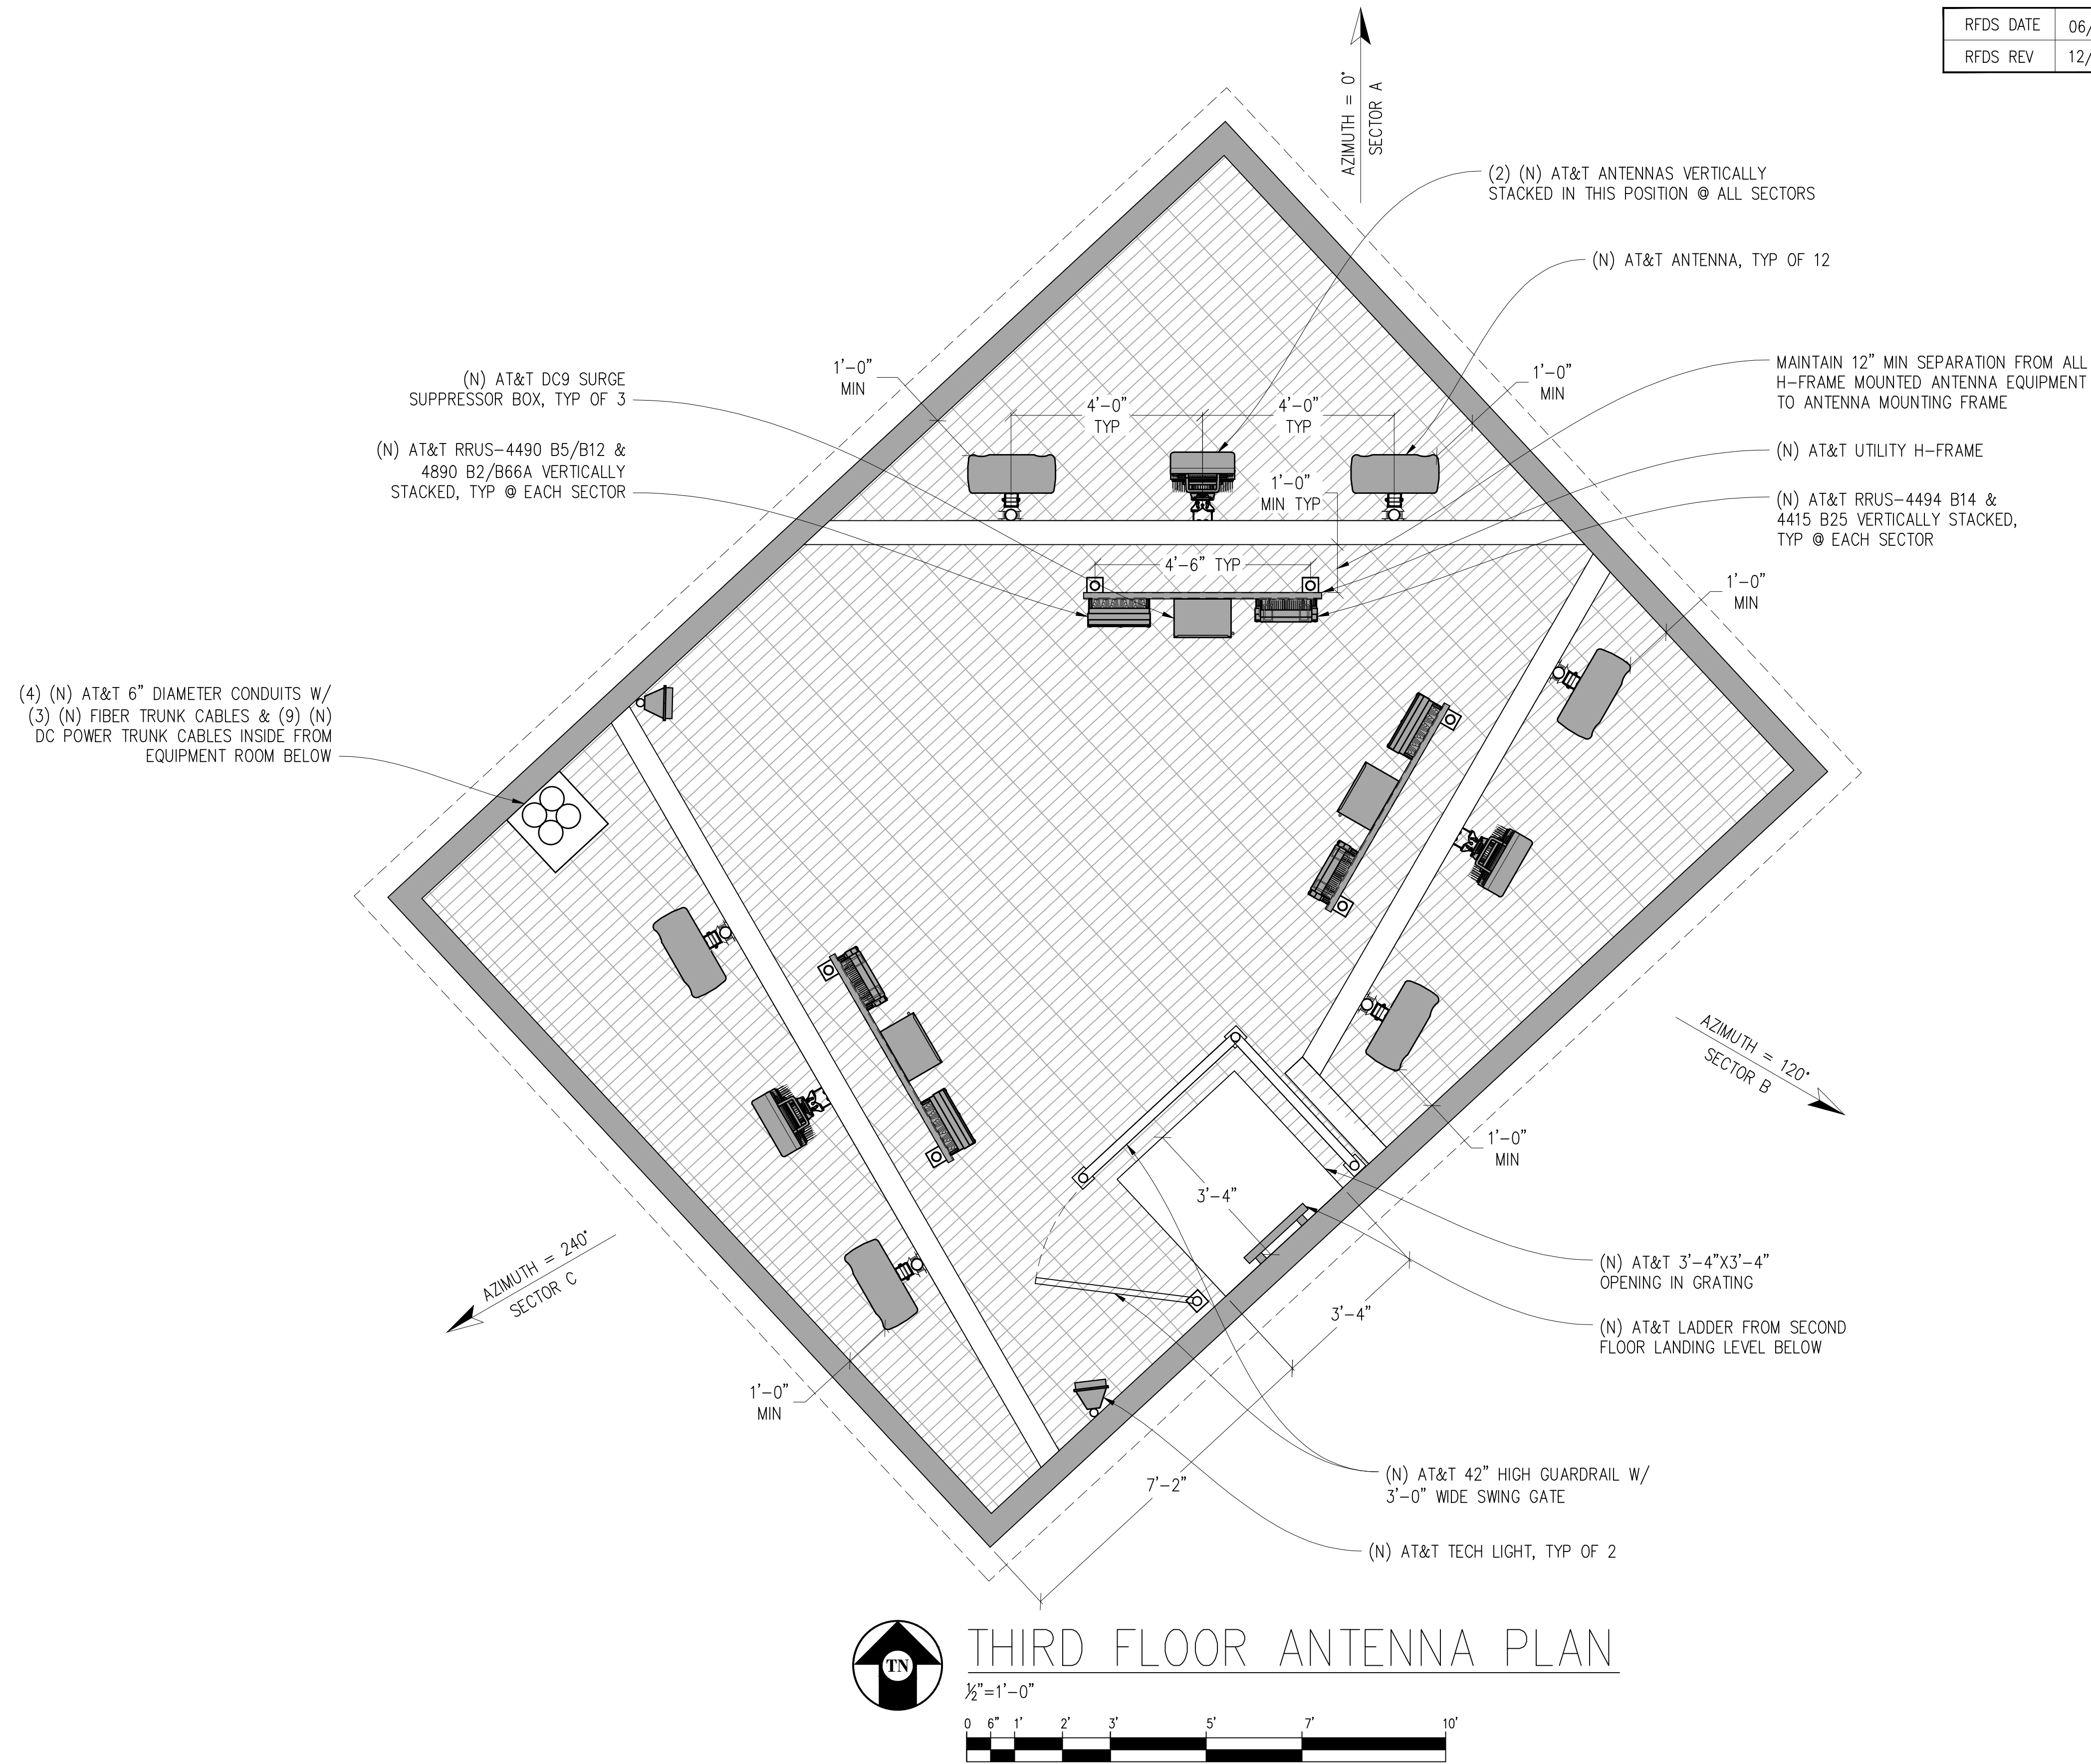 RFDS DATE 06/
RFDS REV 12/
AZIMUTH = 0°
SECTOR A
(2) (N) AT&T ANTENNAS VERTICALLY
STACKED IN THIS POSITION @ ALL SECTORS
(N) AT&T ANTENNA, TYP OF 12
MAINTAIN 12" MIN SEPARATION FROM ALL
H-FRAME MOUNTED ANTENNA EQUIPMENT
TO ANTENNA MOUNTING FRAME
(N) AT&T UTILITY H-FRAME
(N) AT&T RRUS-4494 B14 &
4415 B25 VERTICALLY STACKED,
TYP @ EACH SECTOR
(N) AT&T DC9 SURGE
SUPPRESSOR BOX, TYP OF 3
(N) AT&T RRUS-4490 B5/B12 &
4890 B2/B66A VERTICALLY
STACKED, TYP @ EACH SECTOR
1'-0"
MIN
4'-0"
TYP
4'-0"
TYP
1'-0"
MIN
1'-0"
MIN TYP
4'-6" TYP
1'-0"
MIN
(4) (N) AT&T 6" DIAMETER CONDUITS W/
(3) (N) FIBER TRUNK CABLES & (9) (N)
DC POWER TRUNK CABLES INSIDE FROM
EQUIPMENT ROOM BELOW
AZIMUTH = 120°
SECTOR B
1'-0"
MIN
3'-4"
AZIMUTH = 240°
SECTOR C
(N) AT&T 3'-4"X3'-4"
OPENING IN GRATING
3'-4"
(N) AT&T LADDER FROM SECOND
FLOOR LANDING LEVEL BELOW
1'-0"
MIN
7'-2"
(N) AT&T 42" HIGH GUARDRAIL W/
3'-0" WIDE SWING GATE
(N) AT&T TECH LIGHT, TYP OF 2
TN
THIRD FLOOR ANTENNA PLAN
½"=1'-0"
0 6" 1' 2' 3' 5' 7' 10'